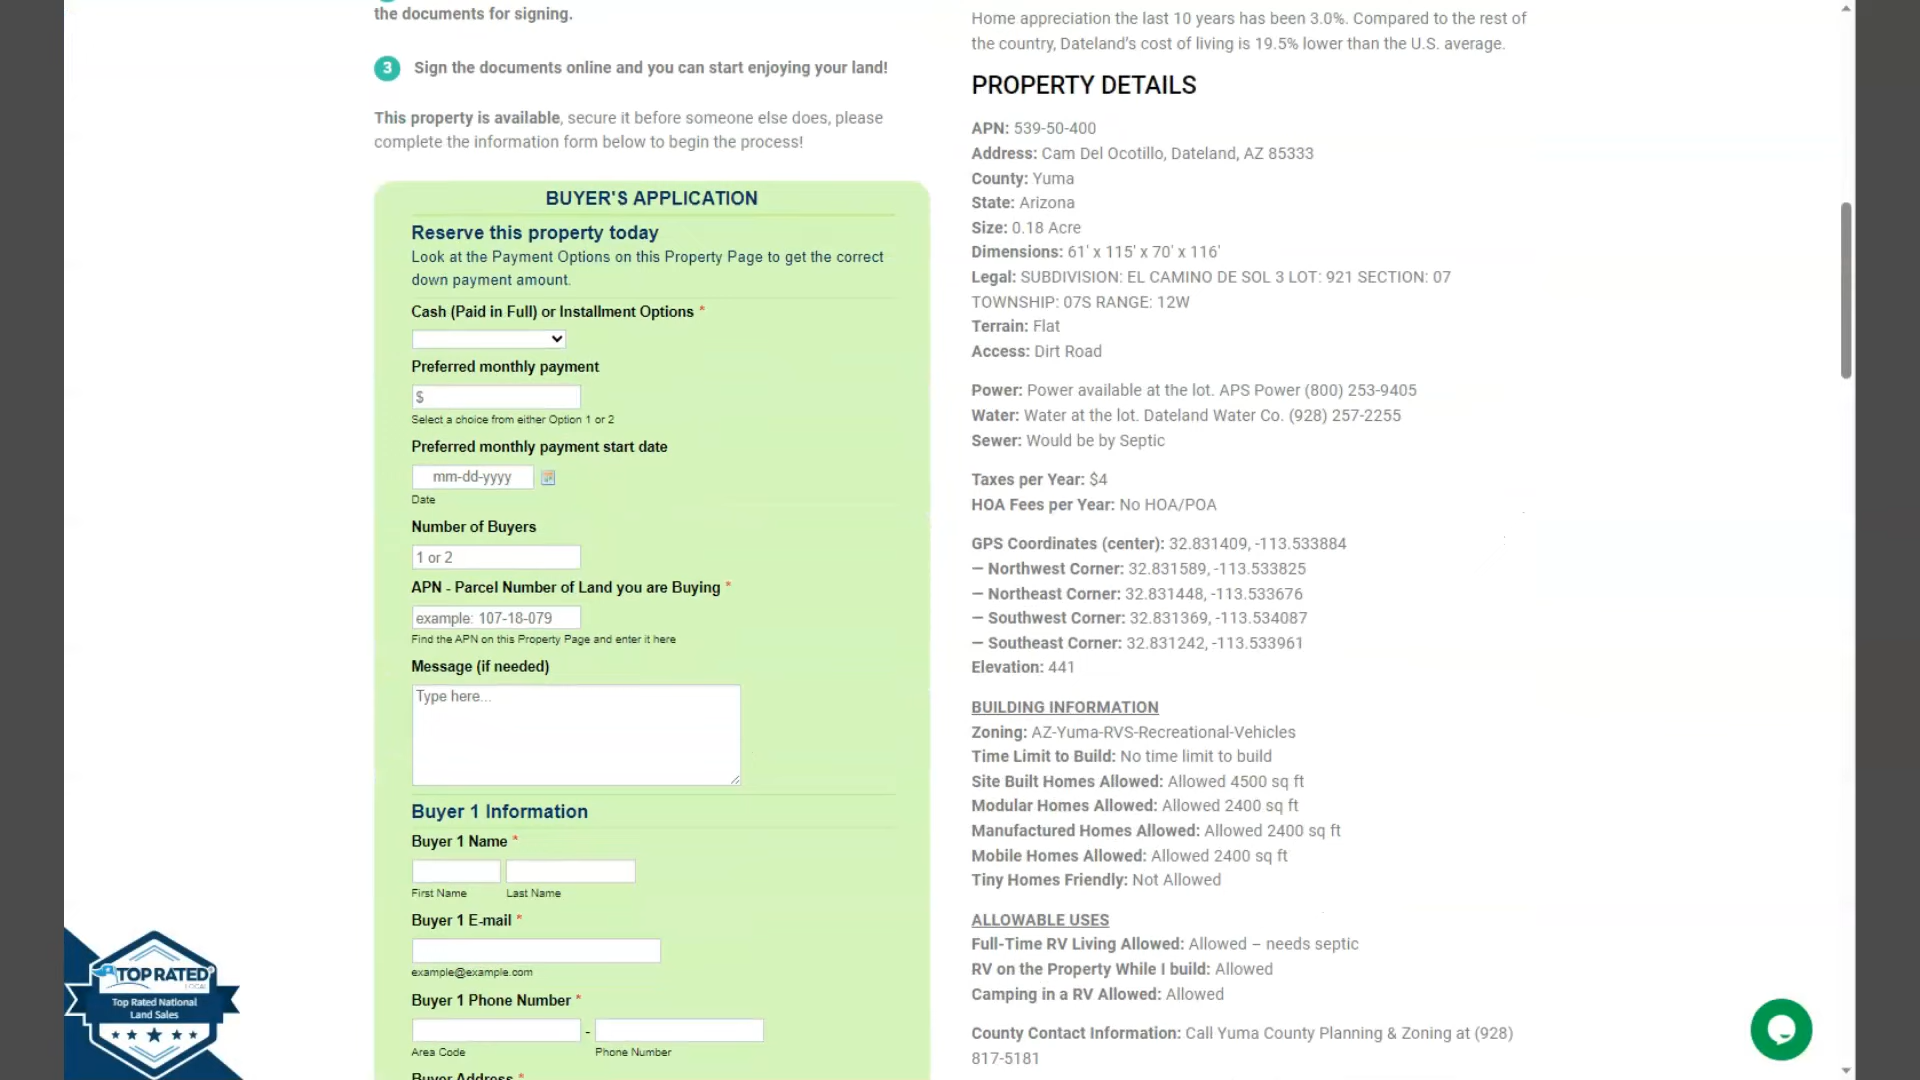 the documents for signing.
3 Sign the documents online and you can start enjoying your land!
This property is available, secure it before someone else does, please
complete the information form below to begin the process!
BUYER'S APPLICATION
Reserve this property today
Look at the Payment Options on this Property Page to get the correct
down payment amount.
Cash (Paid in Full) or Installment Options *
Preferred monthly payment
$
Select a choice from either Option 1 or 2
Preferred monthly payment start date
mm-dd-yyyy
Date
Number of Buyers
1 or 2
APN - Parcel Number of Land you are Buying *
example: 107-18-079
Find the APN on this Property Page and enter it here
Message (if needed)
Type here...
Buyer 1 Information
Buyer 1 Name *
First Name Last Name
Buyer 1 E-mail *
example@example.com
Buyer 1 Phone Number *
-
Area Code Phone Number
Buyer Address *
Home appreciation the last 10 years has been 3.0%. Compared to the rest of
the country, Dateland's cost of living is 19.5% lower than the U.S. average.
PROPERTY DETAILS
APN: 539-50-400
Address: Cam Del Ocotillo, Dateland, AZ 85333
County: Yuma
State: Arizona
Size: 0.18 Acre
Dimensions: 61' x 115' x 70' x 116'
Legal: SUBDIVISION: EL CAMINO DE SOL 3 LOT: 921 SECTION: 07
TOWNSHIP: 07S RANGE: 12W
Terrain: Flat
Access: Dirt Road
Power: Power available at the lot. APS Power (800) 253-9405
Water: Water at the lot. Dateland Water Co. (928) 257-2255
Sewer: Would be by Septic
Taxes per Year: $4
HOA Fees per Year: No HOA/POA
GPS Coordinates (center): 32.831409, -113.533884
– Northwest Corner: 32.831589, -113.533825
– Northeast Corner: 32.831448, -113.533676
– Southwest Corner: 32.831369, -113.534087
– Southeast Corner: 32.831242, -113.533961
Elevation: 441
BUILDING INFORMATION
Zoning: AZ-Yuma-RVS-Recreational-Vehicles
Time Limit to Build: No time limit to build
Site Built Homes Allowed: Allowed 4500 sq ft
Modular Homes Allowed: Allowed 2400 sq ft
Manufactured Homes Allowed: Allowed 2400 sq ft
Mobile Homes Allowed: Allowed 2400 sq ft
Tiny Homes Friendly: Not Allowed
ALLOWABLE USES
Full-Time RV Living Allowed: Allowed – needs septic
RV on the Property While I build: Allowed
Camping in a RV Allowed: Allowed
County Contact Information: Call Yuma County Planning & Zoning at (928)
817-5181
TOP RATED
LOCAL
Top Rated National
Land Sales